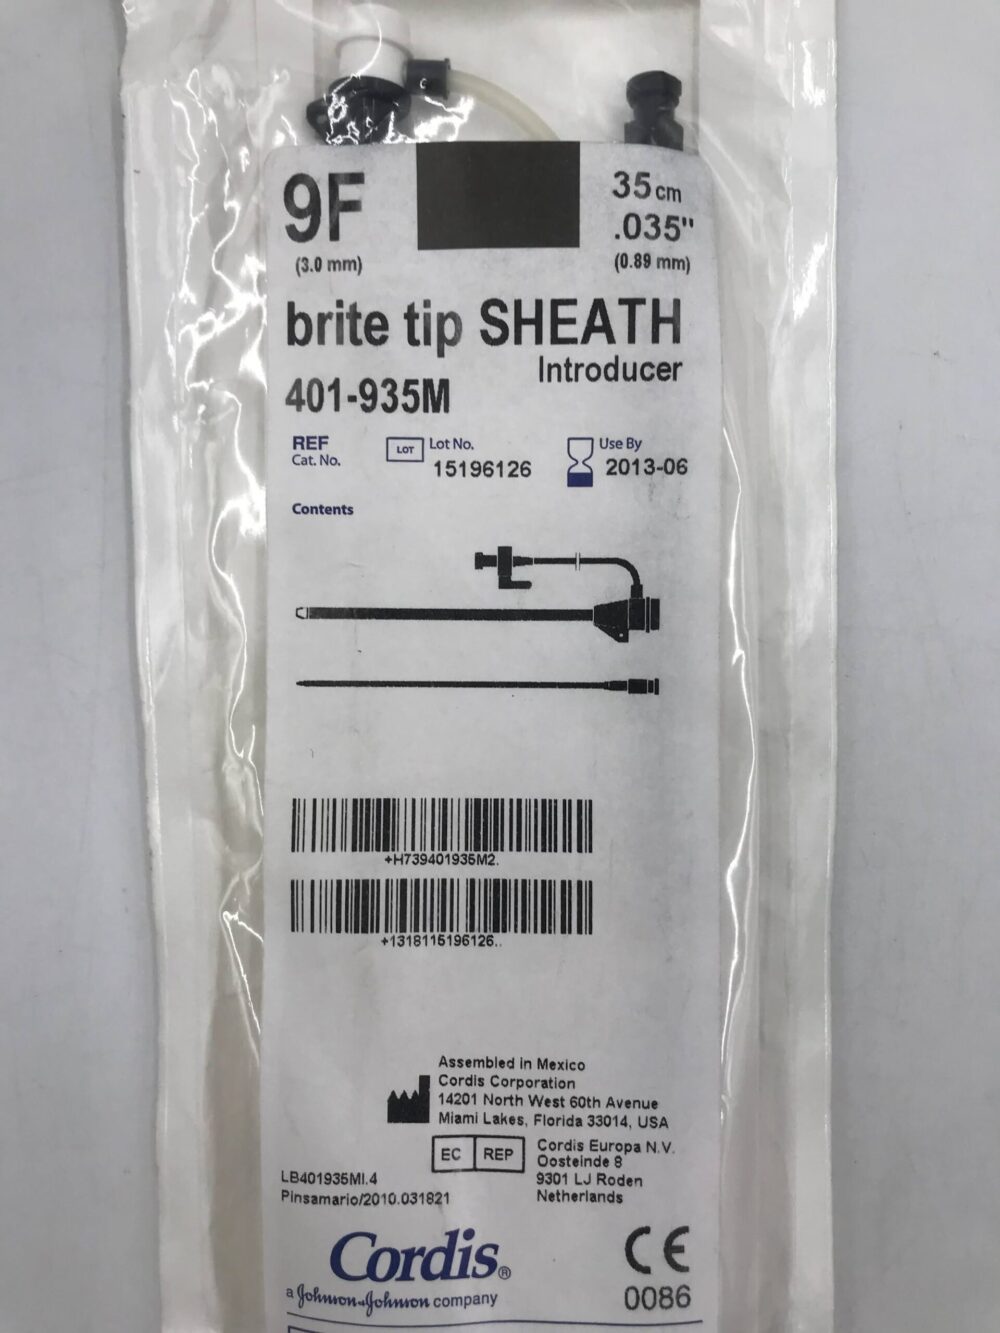 9F
(3.0 mm)
35 cm
.035"
(0.89 mm)
brite tip SHEATH
Introducer
401-935M
REF
Cat. No.
LOT
Lot No.
15196126
Use By
2013-06
Contents
+H739401935M2.
+1318115196126..
Assembled in Mexico
Cordis Corporation
14201 North West 60th Avenue
Miami Lakes, Florida 33014, USA
EC REP
Cordis Europa N.V.
Oosteinde 8
9301 LJ Roden
Netherlands
LB401935MI.4
Pinsamario/2010.031821
Cordis®
a Johnson & Johnson company
CE
0086